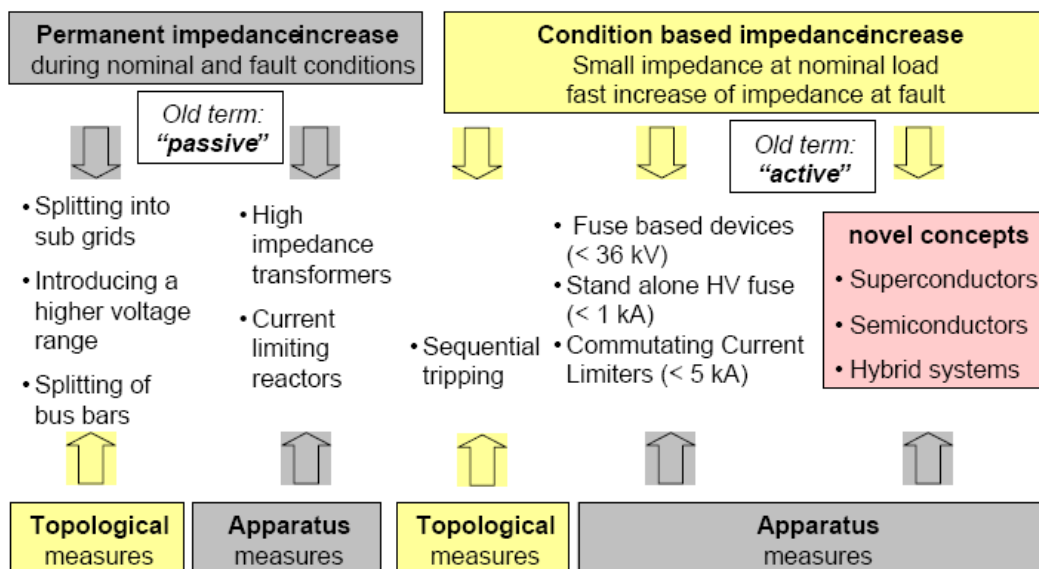 Permanent impedanceincrease
during nominal and fault conditions
Condition based impedanceincrease
Small impedance at nominal load
fast increase of impedance at fault
Old term:
“passive”
Old term:
“active”
• Splitting into
sub grids
• Introducing a
higher voltage
range
• Splitting of
bus bars
• High
impedance
transformers
• Current
limiting
reactors
• Sequential
tripping
• Fuse based devices
(< 36 kV)
• Stand alone HV fuse
(< 1 kA)
• Commutating Current
Limiters (< 5 kA)
novel concepts
• Superconductors
• Semiconductors
• Hybrid systems
Topological
measures
Apparatus
measures
Topological
measures
Apparatus
measures